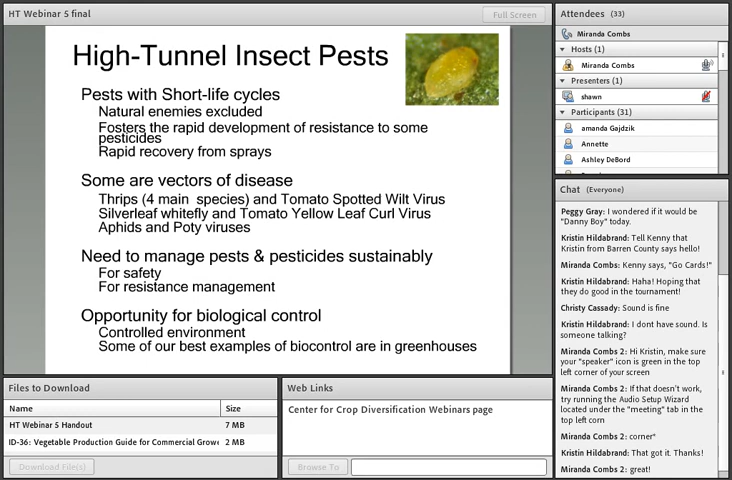 HT Webinar 5 final
Full Screen
High-Tunnel Insect Pests
Pests with Short-life cycles
Natural enemies excluded
Fosters the rapid development of resistance to some
pesticides
Rapid recovery from sprays
Some are vectors of disease
Thrips (4 main species) and Tomato Spotted Wilt Virus
Silverleaf whitefly and Tomato Yellow Leaf Curl Virus
Aphids and Poty viruses
Need to manage pests & pesticides sustainably
For safety
For resistance management
Opportunity for biological control
Controlled environment
Some of our best examples of biocontrol are in greenhouses
Files to Download
Name Size
HT Webinar 5 Handout 7 MB
ID-36: Vegetable Production Guide for Commercial Growe 2 MB
Download File(s)
Web Links
Center for Crop Diversification Webinars page
Browse To
Attendees (33)
Miranda Combs
Hosts (1)
Miranda Combs
Presenters (1)
shawn
Participants (31)
amanda Gajdzik
Annette
Ashley DeBord
Chat (Everyone)
Peggy Gray: I wondered if it would be
"Danny Boy" today.
Kristin Hildabrand: Tell Kenny that
Kristin from Barren County says hello!
Miranda Combs: Kenny says, "Go Cards!"
Kristin Hildabrand: Haha! Hoping that
they do good in the tournament!
Christy Cassady: Sound is fine
Kristin Hildabrand: I dont have sound. Is
someone talking?
Miranda Combs 2: Hi Kristin, make sure
your "speaker" icon is green in the top
left corner of your screen
Miranda Combs 2: If that doesn't work,
try running the Audio Setup Wizard
located under the "meeting" tab in the
top left corn
Miranda Combs 2: corner*
Kristin Hildabrand: That got it. Thanks!
Miranda Combs 2: great!